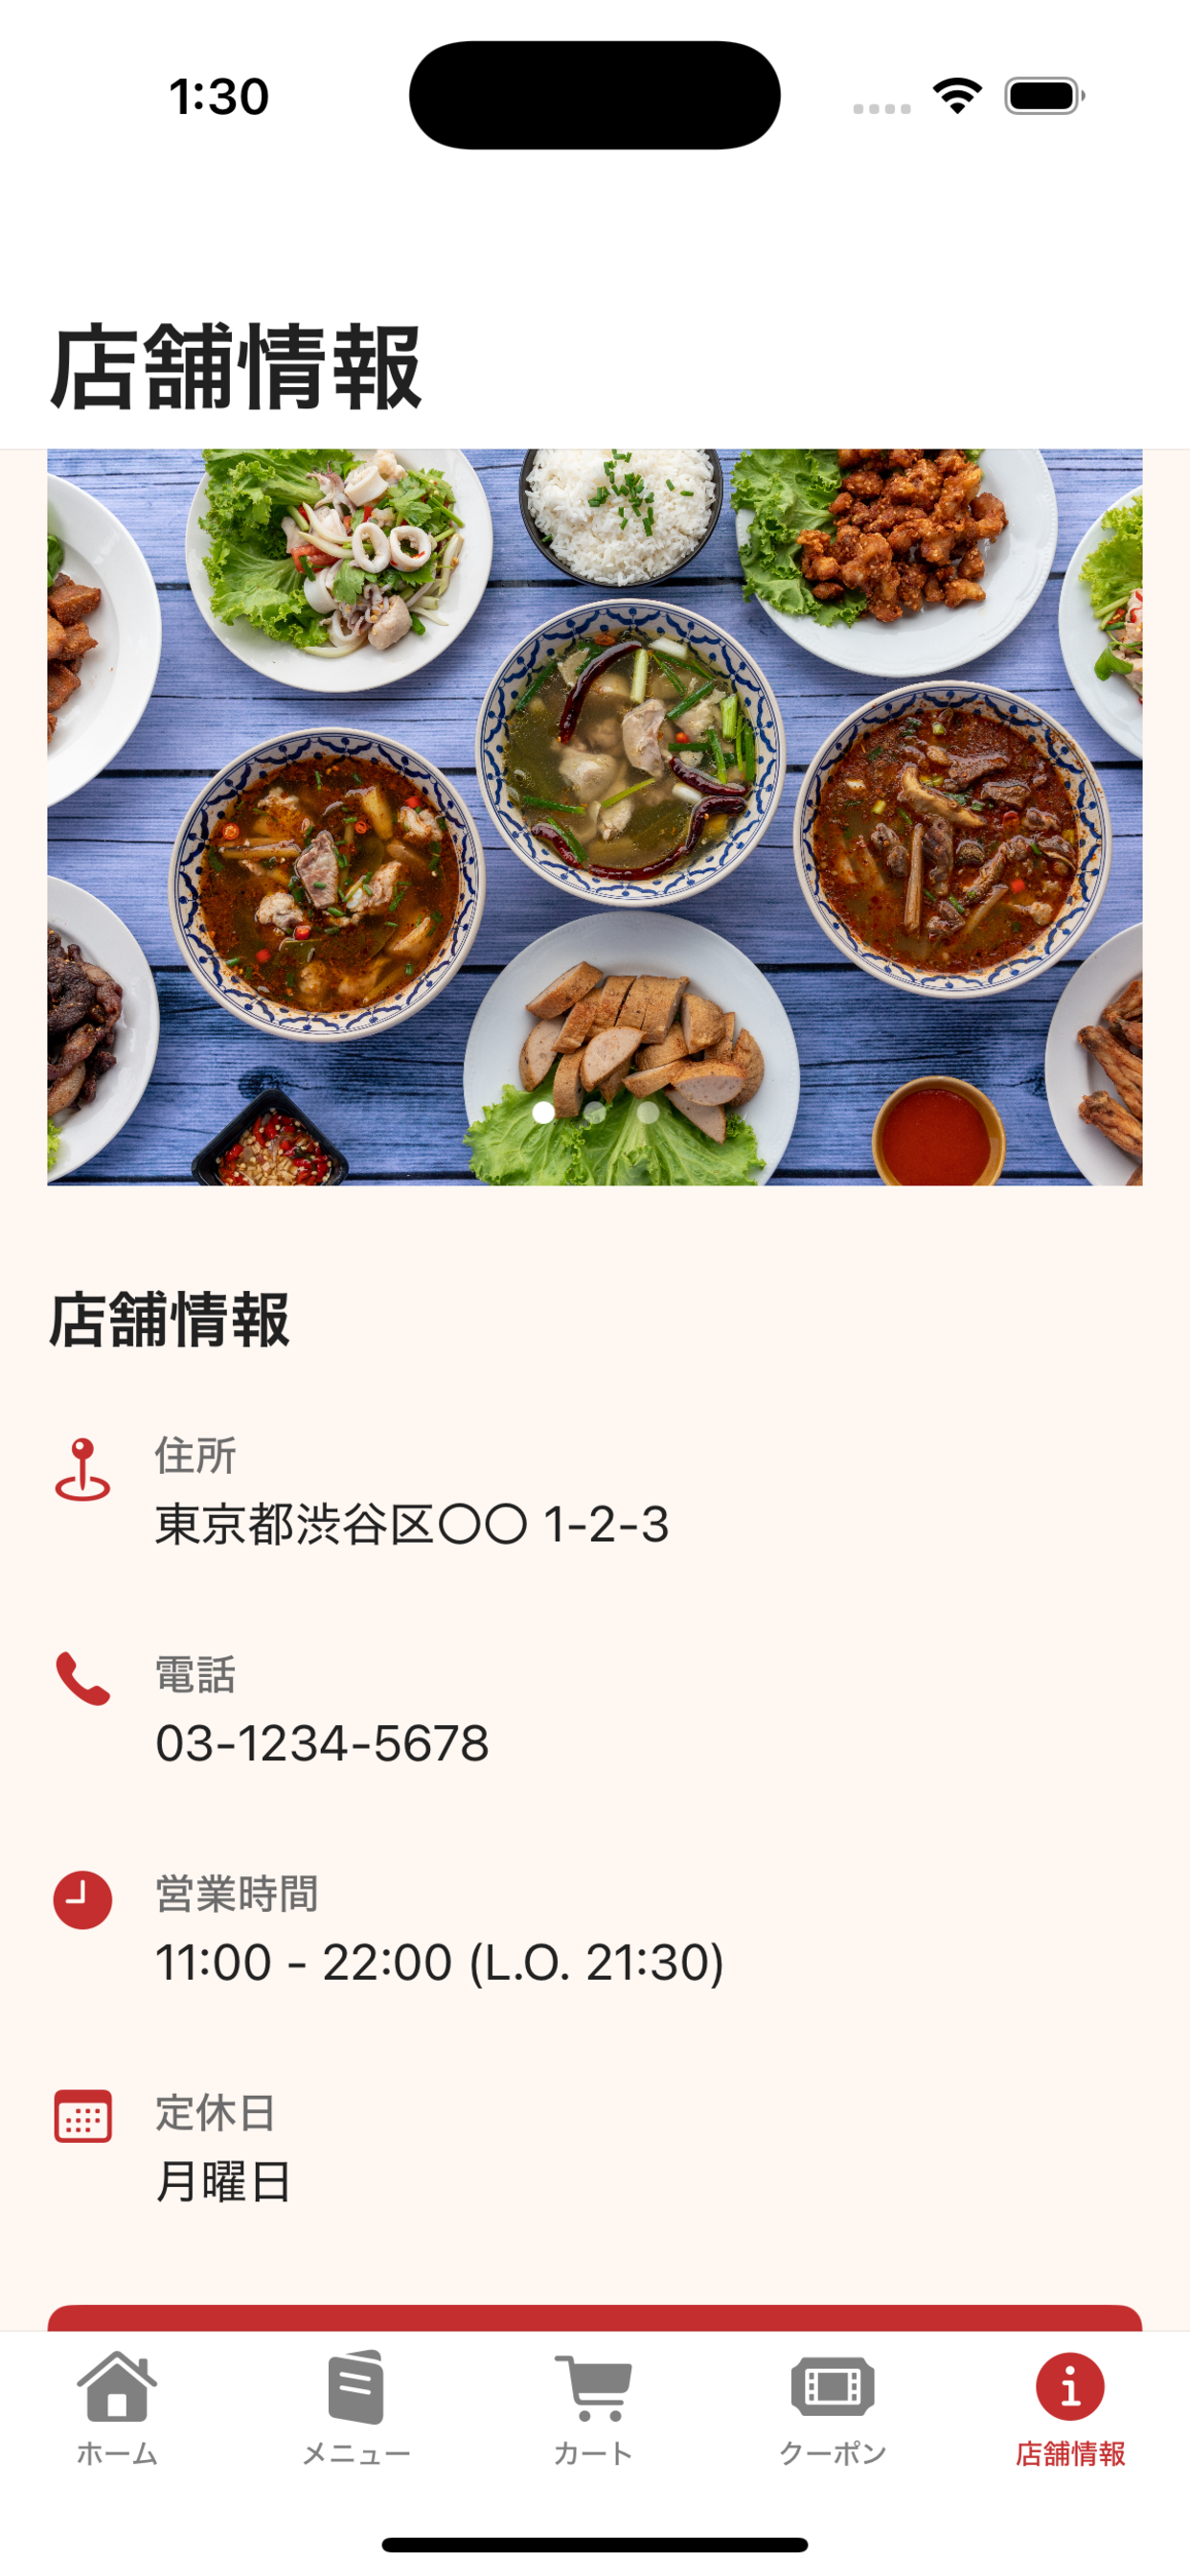 1:30
店舗情報
店舗情報
住所
東京都渋谷区〇〇 1-2-3
電話
03-1234-5678
営業時間
11:00 - 22:00 (L.O. 21:30)
定休日
月曜日
ホーム
メニュー
カート
クーポン
店舗情報